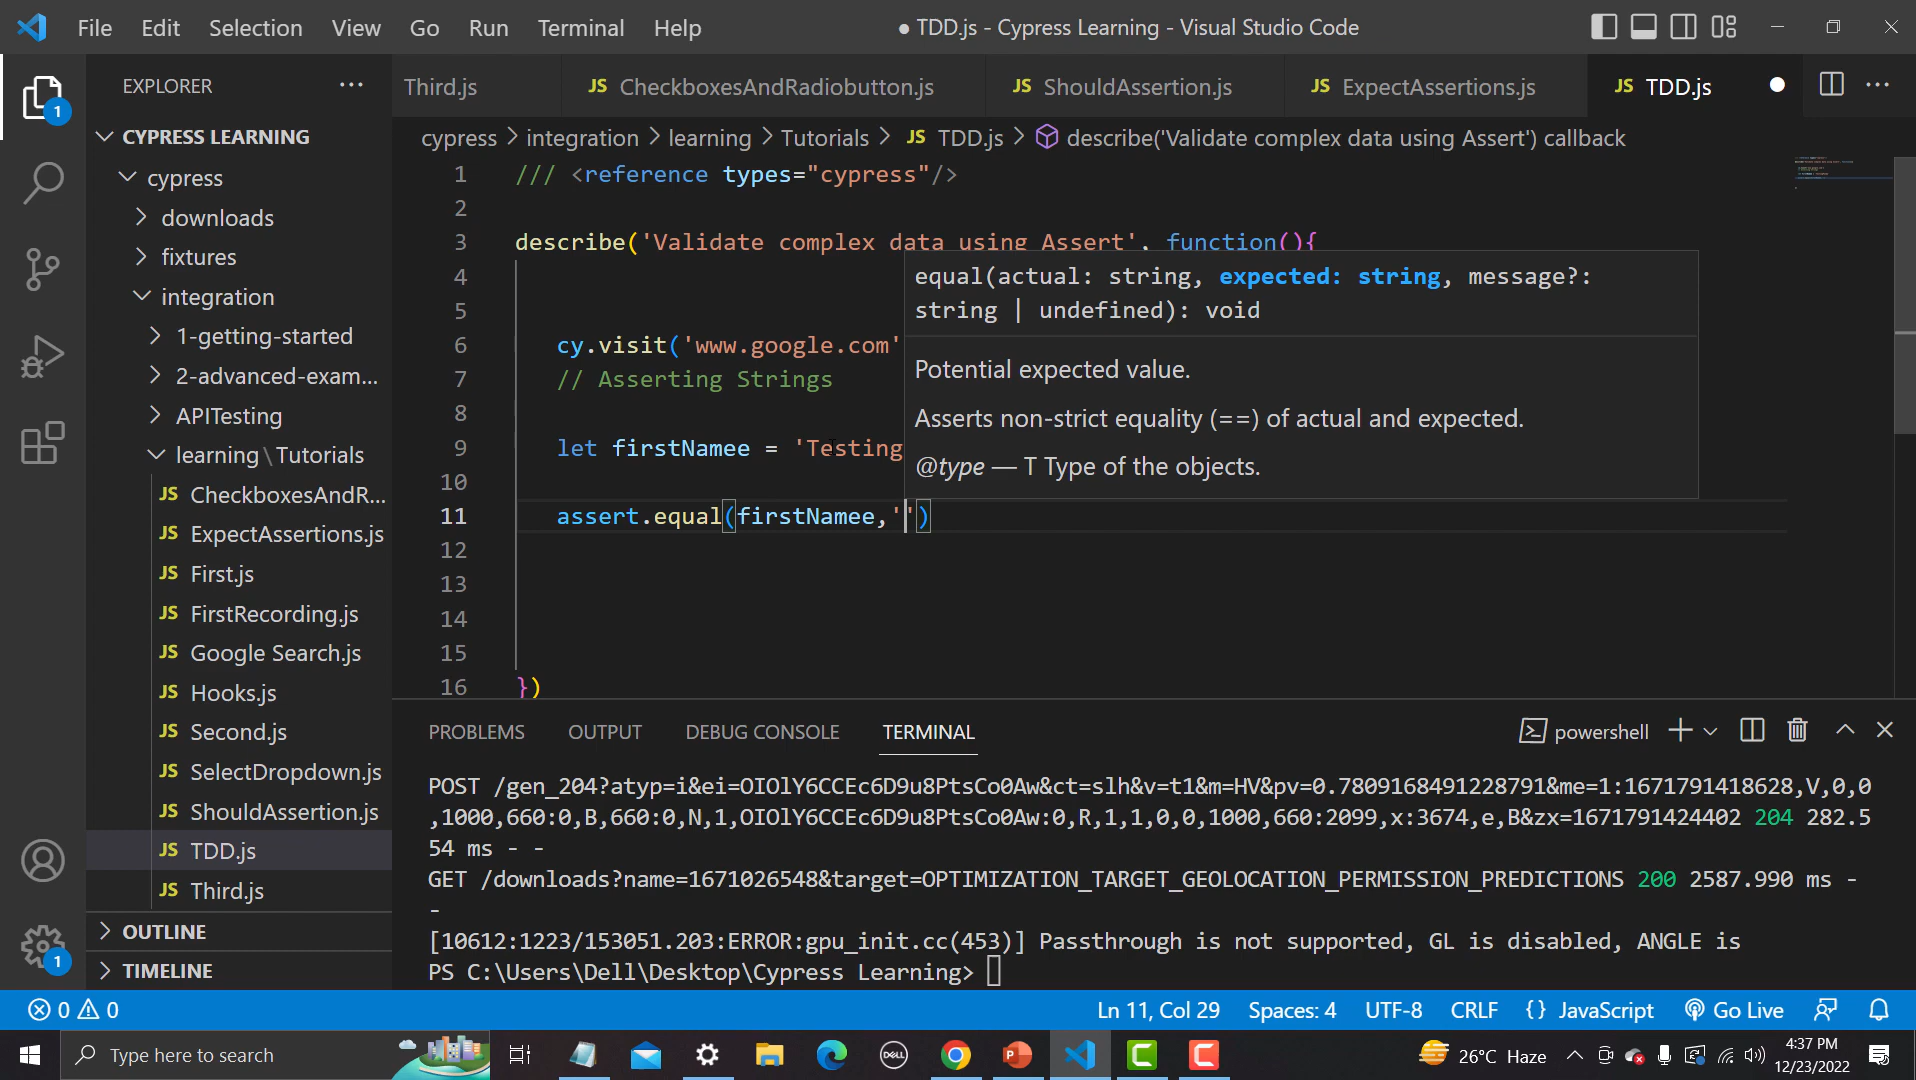 File Edit Selection View Go Run Terminal Help
● TDD.js - Cypress Learning - Visual Studio Code
EXPLORER
Third.js
JS CheckboxesAndRadiobutton.js
JS ShouldAssertion.js
JS ExpectAssertions.js
JS TDD.js
1
CYPRESS LEARNING
cypress
downloads
fixtures
integration
1-getting-started
2-advanced-exam...
APITesting
learning\Tutorials
JS CheckboxesAndR...
JS ExpectAssertions.js
JS First.js
JS FirstRecording.js
JS Google Search.js
JS Hooks.js
JS Second.js
JS SelectDropdown.js
JS ShouldAssertion.js
JS TDD.js
JS Third.js
OUTLINE
TIMELINE
1
cypress > integration > learning > Tutorials > JS TDD.js > describe('Validate complex data using Assert') callback
1 /// <reference types="cypress"/>
2
3 describe('Validate complex data using Assert', function(){
4
5
6 cy.visit('www.google.com'
7 // Asserting Strings
8
9 let firstNamee = 'Testing
10
11 assert.equal(firstNamee,'')
12
13
14
15
16 })
equal(actual: string, expected: string, message?:
string | undefined): void
Potential expected value.
Asserts non-strict equality (==) of actual and expected.
@type — T Type of the objects.
PROBLEMS OUTPUT DEBUG CONSOLE TERMINAL
powershell
POST /gen_204?atyp=i&ei=OIOlY6CCEc6D9u8PtsCo0Aw&ct=slh&v=t1&m=HV&pv=0.7809168491228791&me=1:1671791418628,V,0,0
,1000,660:0,B,660:0,N,1,OIOlY6CCEc6D9u8PtsCo0Aw:0,R,1,1,0,0,1000,660:2099,x:3674,e,B&zx=1671791424402 204 282.5
54 ms - -
GET /downloads?name=1671026548&target=OPTIMIZATION_TARGET_GEOLOCATION_PERMISSION_PREDICTIONS 200 2587.990 ms -
-
[10612:1223/153051.203:ERROR:gpu_init.cc(453)] Passthrough is not supported, GL is disabled, ANGLE is
PS C:\Users\Dell\Desktop\Cypress Learning>
0 0
Ln 11, Col 29 Spaces: 4 UTF-8 CRLF {} JavaScript Go Live
Type here to search
DELL
26°C Haze
4:37 PM
12/23/2022